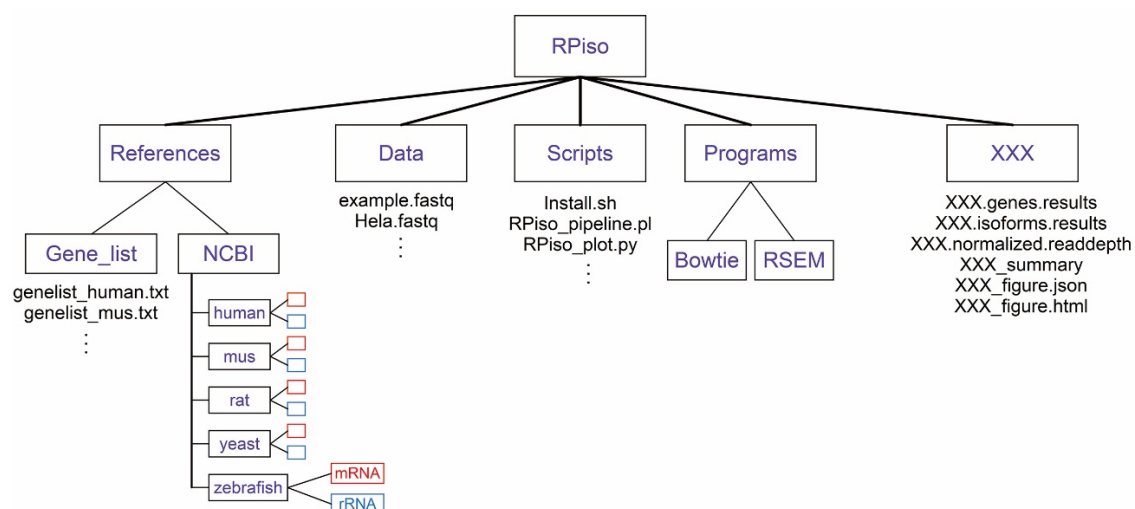 RPiso
References
Data
Scripts
Programs
XXX
example.fastq
Hela.fastq
⋮
Install.sh
RPiso_pipeline.pl
RPiso_plot.py
⋮
XXX.genes.results
XXX.isoforms.results
XXX.normalized.readdepth
XXX_summary
XXX_figure.json
XXX_figure.html
Gene_list
NCBI
Bowtie
RSEM
genelist_human.txt
genelist_mus.txt
⋮
human
mus
rat
yeast
zebrafish
mRNA
rRNA